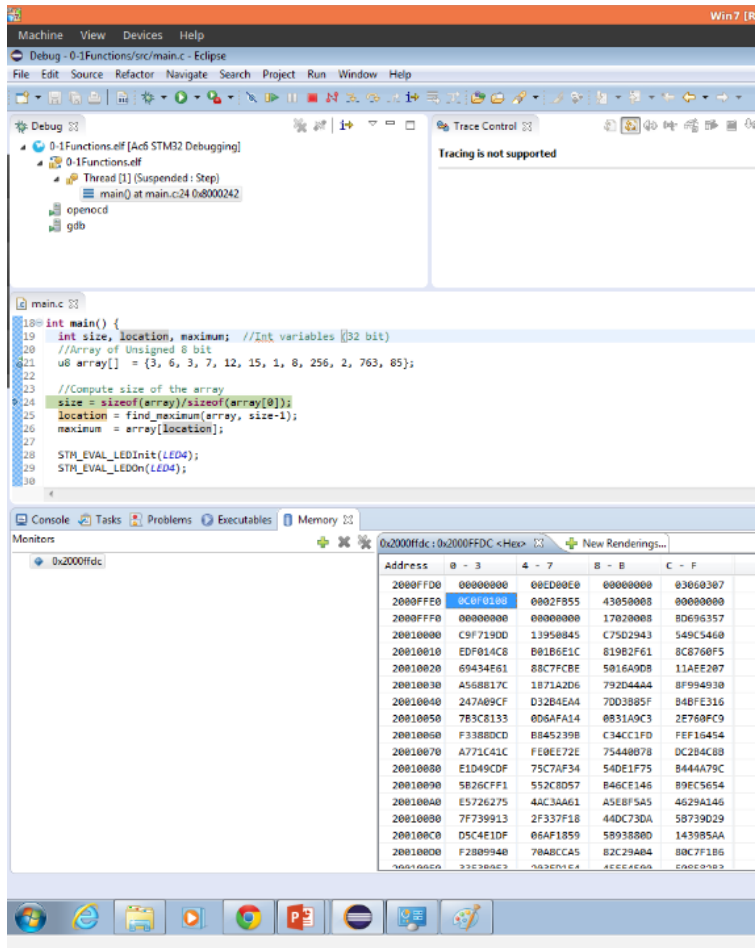 Win7 [R
Machine View Devices Help
Debug - 0-1Functions/src/main.c - Eclipse
File Edit Source Refactor Navigate Search Project Run Window Help
Debug
0-1Functions.elf [Ac6 STM32 Debugging]
0-1Functions.elf
Thread [1] (Suspended : Step)
main() at main.c:24 0x8000242
openocd
gdb
Trace Control
Tracing is not supported
main.c
18 int main() {
19 int size, location, maximum; //Int variables (32 bit)
20 //Array of Unsigned 8 bit
21 u8 array[] = {3, 6, 3, 7, 12, 15, 1, 8, 256, 2, 763, 85};
22
23 //Compute size of the array
24 size = sizeof(array)/sizeof(array[0]);
25 location = find_maximum(array, size-1);
26 maximum = array[location];
27
28 STM_EVAL_LEDInit(LED4);
29 STM_EVAL_LEDOn(LED4);
30
Console Tasks Problems Executables Memory
Monitors
0x2000ffdc
0x2000ffdc : 0x2000FFDC <Hex> New Renderings...
Address 0 - 3 4 - 7 8 - B C - F
2000FFD0 00000000 00ED00E0 00000000 03060307
2000FFE0 0C0F0108 0002FB55 43050008 00000000
2000FFF0 00000000 00000000 17020008 BD696357
20010000 C9F719DD 13950845 C75D2943 549C5460
20010010 EDF014C8 B01B6E1C 819B2F61 8C8760F5
20010020 69434E61 88C7FCBE 5016A9DB 11AEE207
20010030 A568817C 1B71A2D6 792D44A4 8F994930
20010040 247A09CF D32B4EA4 7DD3B85F B4BFE316
20010050 7B3C8133 0D6AFA14 0B31A9C3 2E760FC9
20010060 F3388DCD B845239B C34CC1FD FEF16454
20010070 A771C41C FE0EE72E 75440878 DC2B4C88
20010080 E1D49CDF 75C7AF34 54DE1F75 B444A79C
20010090 5B26CFF1 552C8D57 B46CE146 B9EC5654
200100A0 E5726275 4AC3AA61 A5E8F5A5 4629A146
200100B0 7F739913 2F337F18 44DC73DA 5B739D29
200100C0 D5C4E1DF 06AF1859 5B93880D 143985AA
200100D0 F2809940 70A8CCA5 82C29A04 80C7F1B6